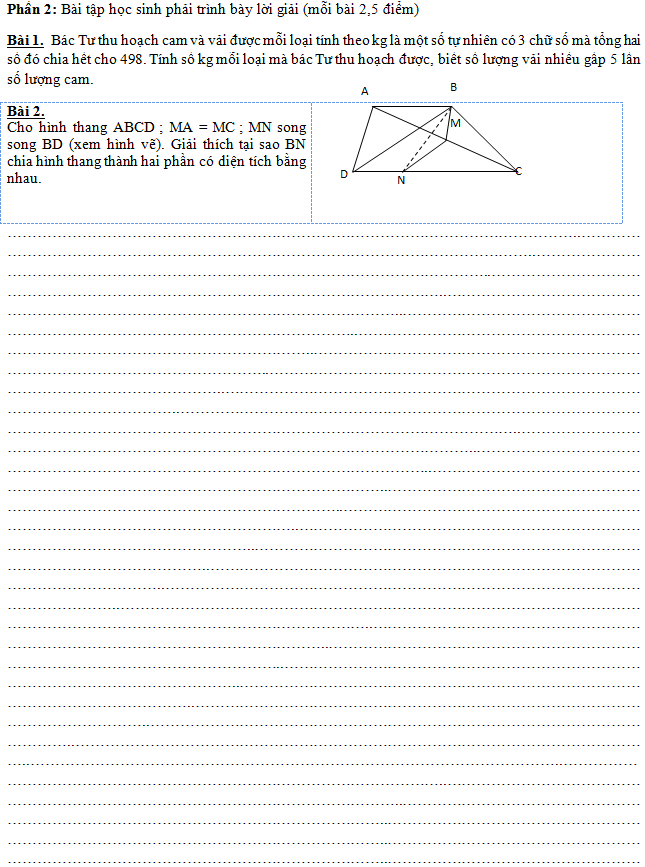 Phần 2: Bài tập học sinh phải trình bày lời giải (mỗi bài 2,5 điểm)
Bài 1. Bác Tư thu hoạch cam và vải được mỗi loại tính theo kg là một số tự nhiên có 3 chữ số mà tổng hai
số đó chia hết cho 498. Tính số kg mỗi loại mà bác Tư thu hoạch được, biết số lượng vải nhiều gấp 5 lần
số lượng cam.
Bài 2.
Cho hình thang ABCD ; MA = MC ; MN song
song BD (xem hình vẽ). Giải thích tại sao BN
chia hình thang thành hai phần có diện tích bằng
nhau.
A
B
M
D
N
C